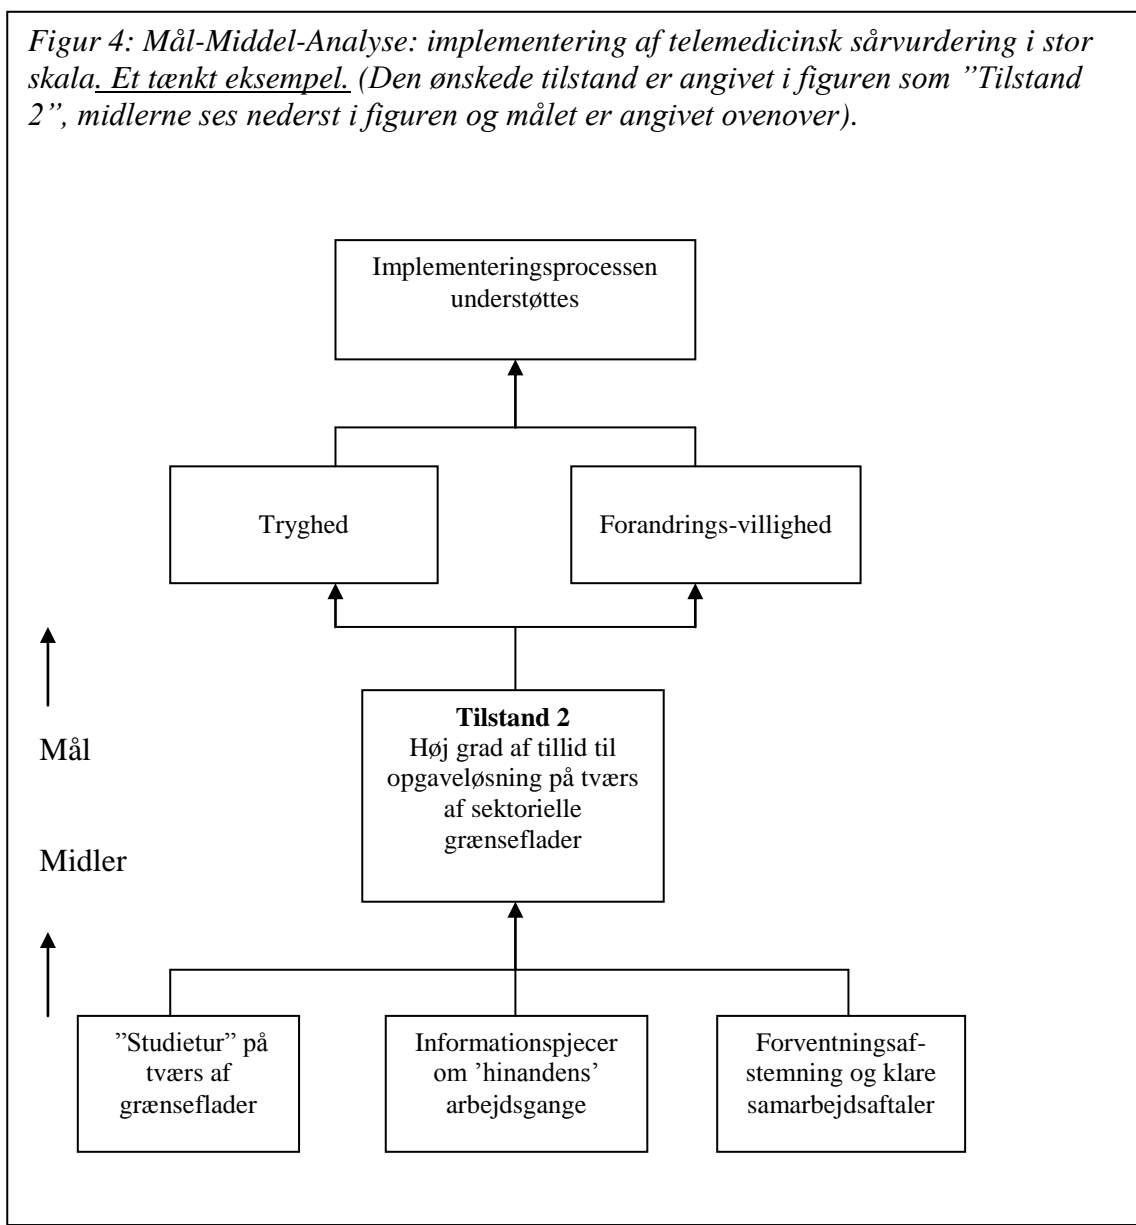 Figur 4: Mål-Middel-Analyse: implementering af telemedicinsk sårvurdering i stor
skala. Et tænkt eksempel. (Den ønskede tilstand er angivet i figuren som ”Tilstand
2”, midlerne ses nederst i figuren og målet er angivet ovenover).
Implementeringsprocessen
understøttes
Tryghed
Forandrings-villighed
Tilstand 2
Høj grad af tillid til
opgaveløsning på tværs
af sektorielle
grænseflader
Mål
Midler
”Studietur” på
tværs af
grænseflader
Informationspjecer
om ’hinandens’
arbejdsgange
Forventningsaf-
stemning og klare
samarbejdsaftaler